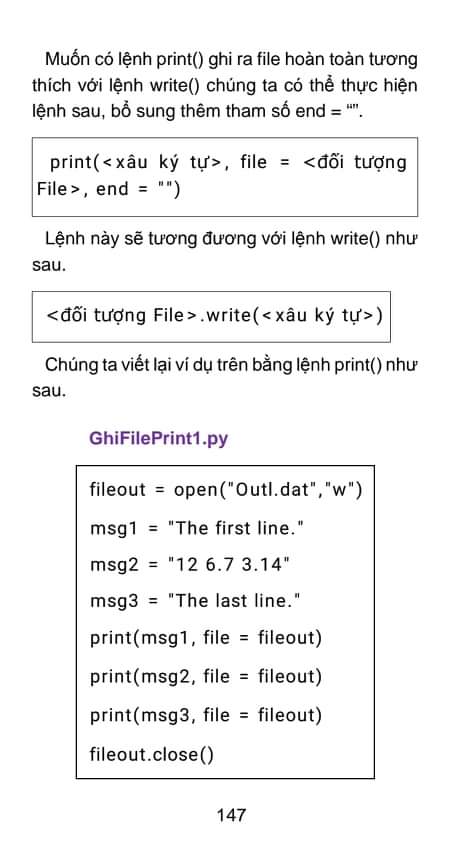 Muốn có lệnh print() ghi ra file hoàn toàn tương
thích với lệnh write() chúng ta có thể thực hiện
lệnh sau, bổ sung thêm tham số end = “”.
print(<xâu ký tự>, file = <đối tượng
File>, end = "")
Lệnh này sẽ tương đương với lệnh write() như
sau.
<đối tượng File>.write(<xâu ký tự>)
Chúng ta viết lại ví dụ trên bằng lệnh print() như
sau.
GhiFilePrint1.py
fileout = open("Outl.dat","w")
msg1 = "The first line."
msg2 = "12 6.7 3.14"
msg3 = "The last line."
print(msg1, file = fileout)
print(msg2, file = fileout)
print(msg3, file = fileout)
fileout.close()
147